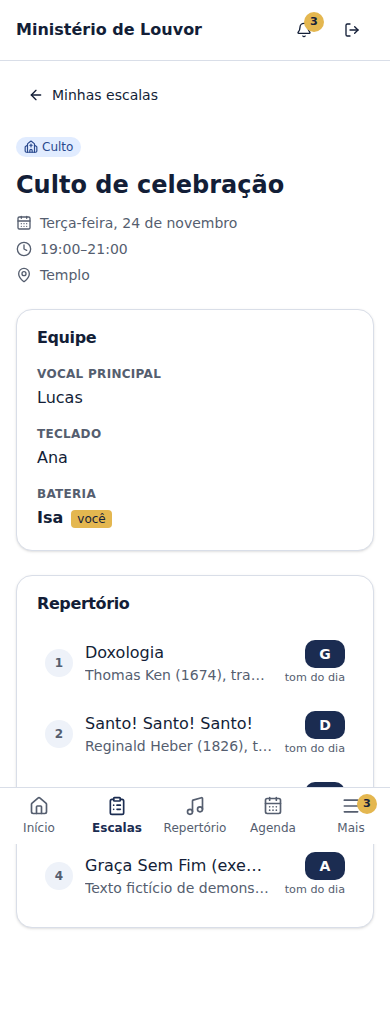 Ministério de Louvor
3
Minhas escalas
Culto
Culto de celebração
Terça-feira, 24 de novembro
19:00–21:00
Templo
Equipe
VOCAL PRINCIPAL
Lucas
TECLADO
Ana
BATERIA
Isa você
Repertório
1 Doxologia G
Thomas Ken (1674), tra… tom do dia
2 Santo! Santo! Santo! D
Reginald Heber (1826), t… tom do dia
3
Início Escalas Repertório Agenda Mais
4 Graça Sem Fim (exe… A
Texto fictício de demons… tom do dia